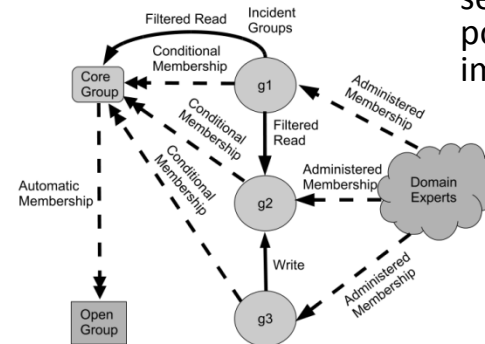 Filtered Read
Incident
Groups
Conditional
Membership
Core
Group
g1
Administered
Membership
Conditional
Membership
Filtered
Read
Conditional
Membership
Administered
Membership
Domain
Experts
Automatic
Membership
g2
Write
Administered
Membership
Open
Group
g3